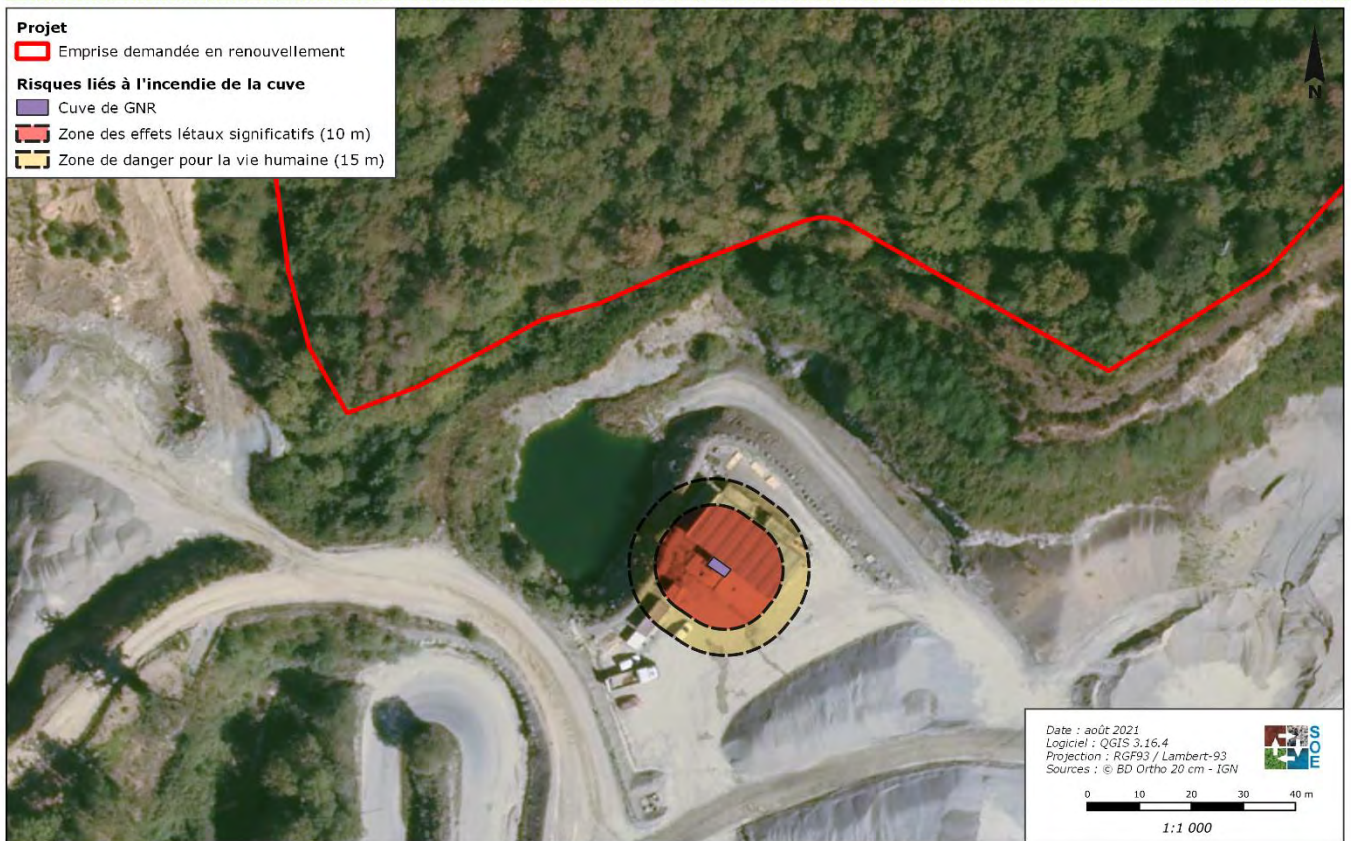 Projet
Emprise demandée en renouvellement
Risques liés à l'incendie de la cuve
Cuve de GNR
Zone des effets létaux significatifs (10 m)
Zone de danger pour la vie humaine (15 m)
N
Date : août 2021
Logiciel : QGIS 3.16.4
Projection : RGF93 / Lambert-93
Sources : © BD Ortho 20 cm - IGN
SOE
0 10 20 30 40 m
1:1 000